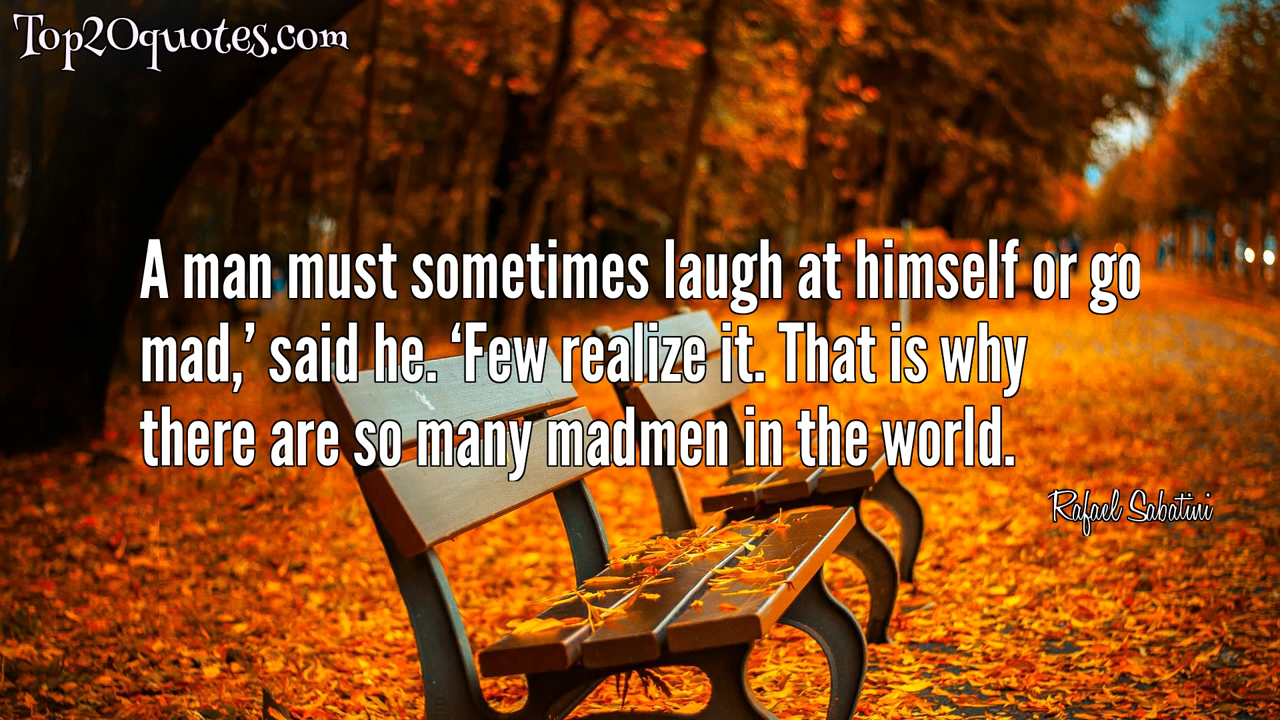 Top20quotes.com
A man must sometimes laugh at himself or go
mad,’ said he. ‘Few realize it. That is why
there are so many madmen in the world.
Rafael Sabatini